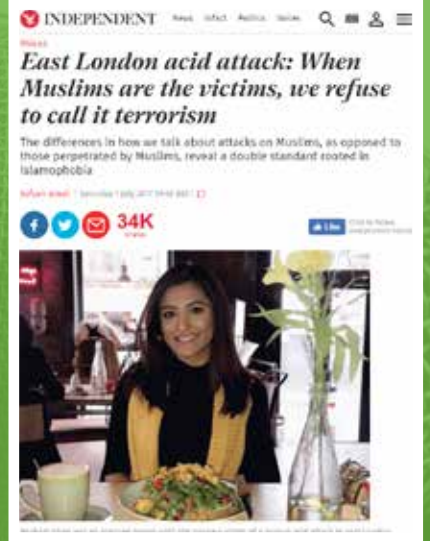 INDEPENDENT News Politics Voices
Voices
East London acid attack: When
Muslims are the victims, we refuse
to call it terrorism
The differences in how we talk about attacks on Muslims, as opposed to
those perpetrated by Muslims, reveal a double standard rooted in
Islamophobia
34K
Like